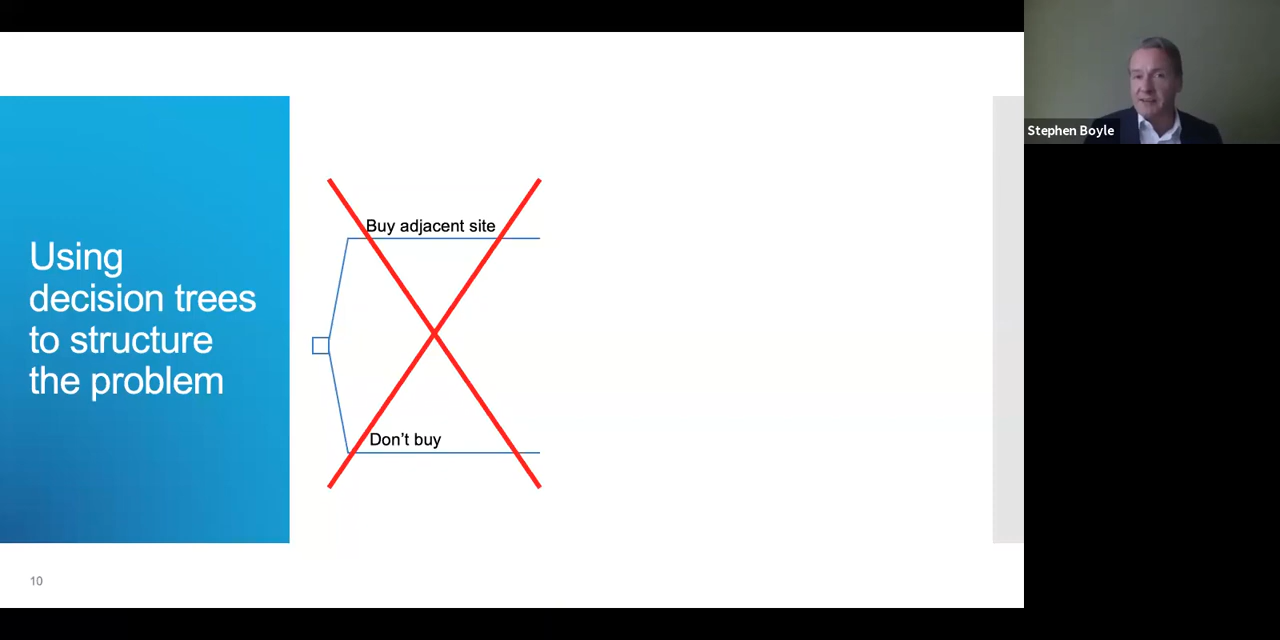 Using
decision trees
to structure
the problem
Buy adjacent site
Don’t buy
10
Stephen Boyle